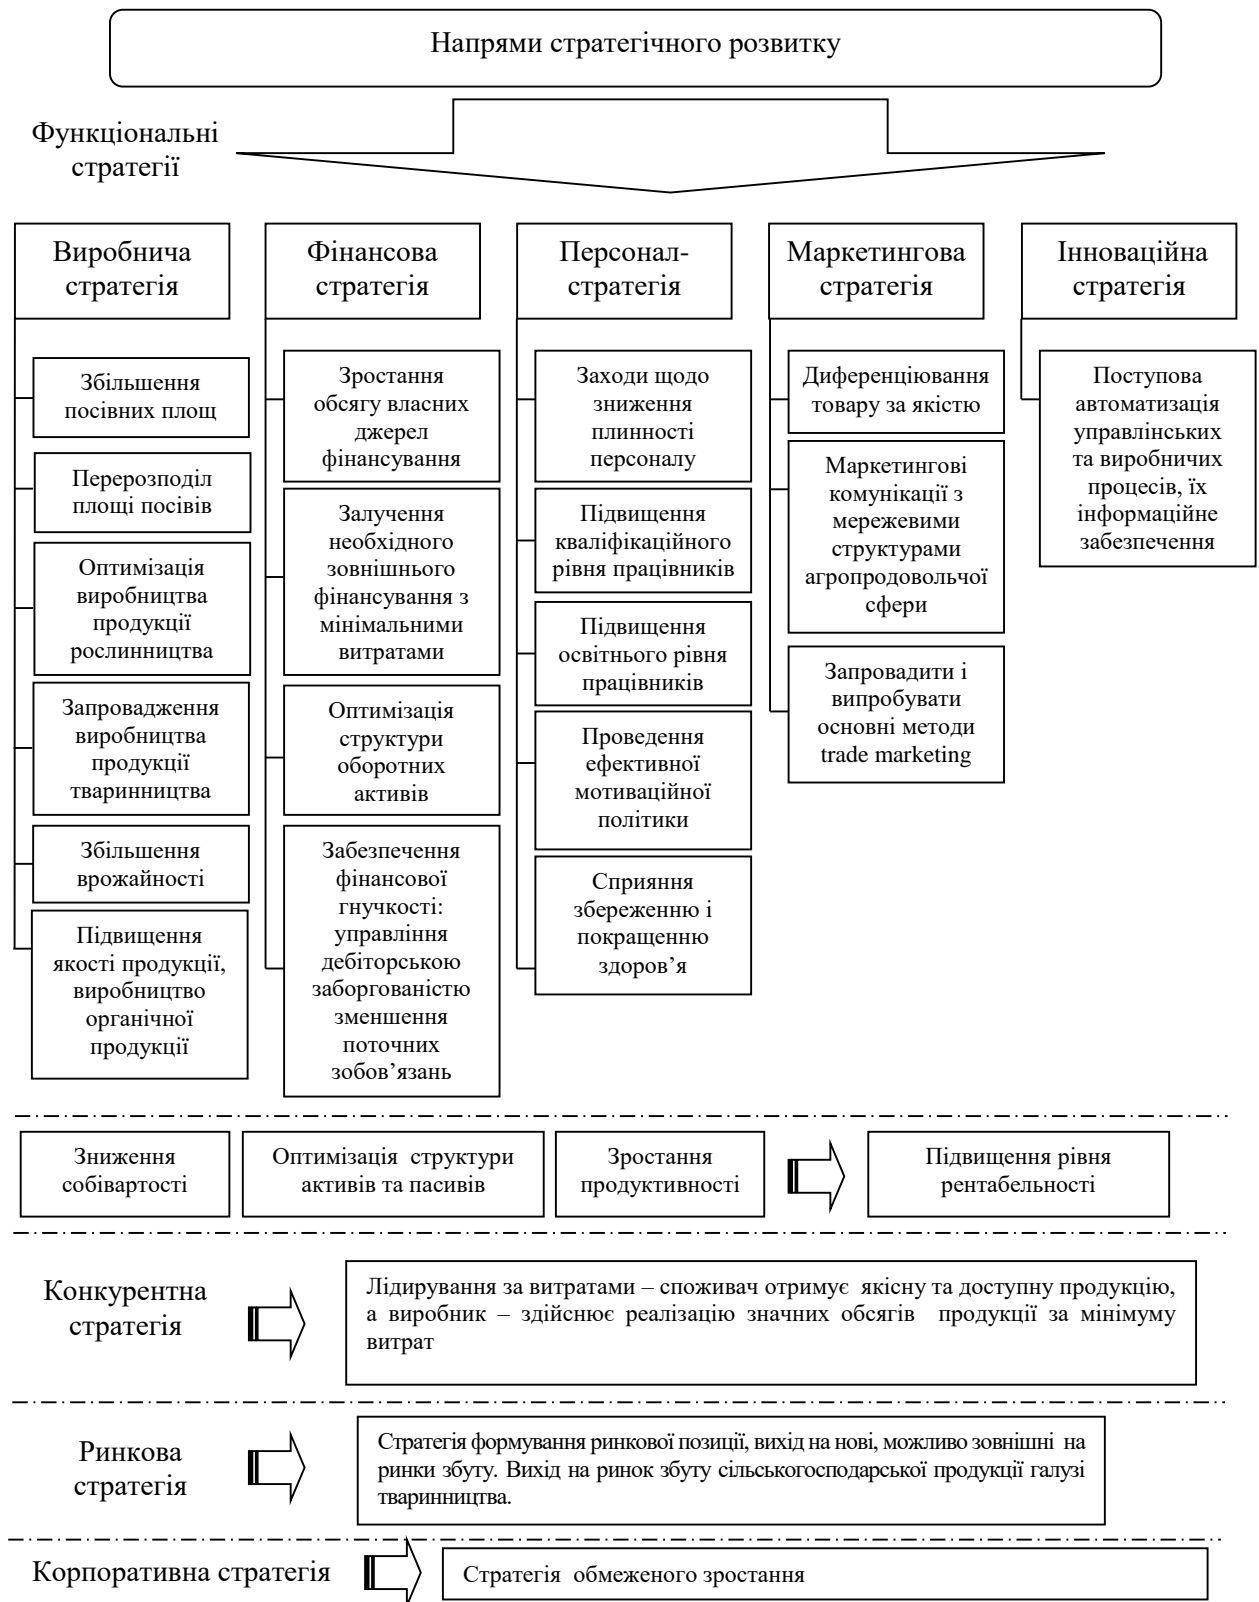 Напрями стратегічного розвитку
Функціональні
стратегії
Виробнича
стратегія
Збільшення
посівних площ
Перерозподіл
площі посівів
Оптимізація
виробництва
продукції
рослинництва
Запровадження
виробництва
продукції
тваринництва
Збільшення
врожайності
Підвищення
якості продукції,
виробництво
органічної
продукції
Фінансова
стратегія
Зростання
обсягу власних
джерел
фінансування
Залучення
необхідного
зовнішнього
фінансування з
мінімальними
витратами
Оптимізація
структури
оборотних
активів
Забезпечення
фінансової
гнучкості:
управління
дебіторською
заборгованістю
зменшення
поточних
зобов’язань
Персонал-
стратегія
Заходи щодо
зниження
плинності
персоналу
Підвищення
кваліфікаційного
рівня працівників
Підвищення
освітнього рівня
працівників
Проведення
ефективної
мотиваційної
політики
Сприяння
збереженню і
покращенню
здоров’я
Маркетингова
стратегія
Диференціювання
товару за якістю
Маркетингові
комунікації з
мережевими
структурами
агропродовольчої
сфери
Запровадити і
випробувати
основні методи
trade marketing
Інноваційна
стратегія
Поступова
автоматизація
управлінських
та виробничих
процесів, їх
інформаційне
забезпечення
Зниження
собівартості
Оптимізація структури
активів та пасивів
Зростання
продуктивності
Підвищення рівня
рентабельності
Конкурентна
стратегія
Лідирування за витратами – споживач отримує якісну та доступну продукцію,
а виробник – здійснює реалізацію значних обсягів продукції за мінімуму
витрат
Ринкова
стратегія
Стратегія формування ринкової позиції, вихід на нові, можливо зовнішні на
ринки збуту. Вихід на ринок збуту сільськогосподарської продукції галузі
тваринництва.
Корпоративна стратегія
Стратегія обмеженого зростання